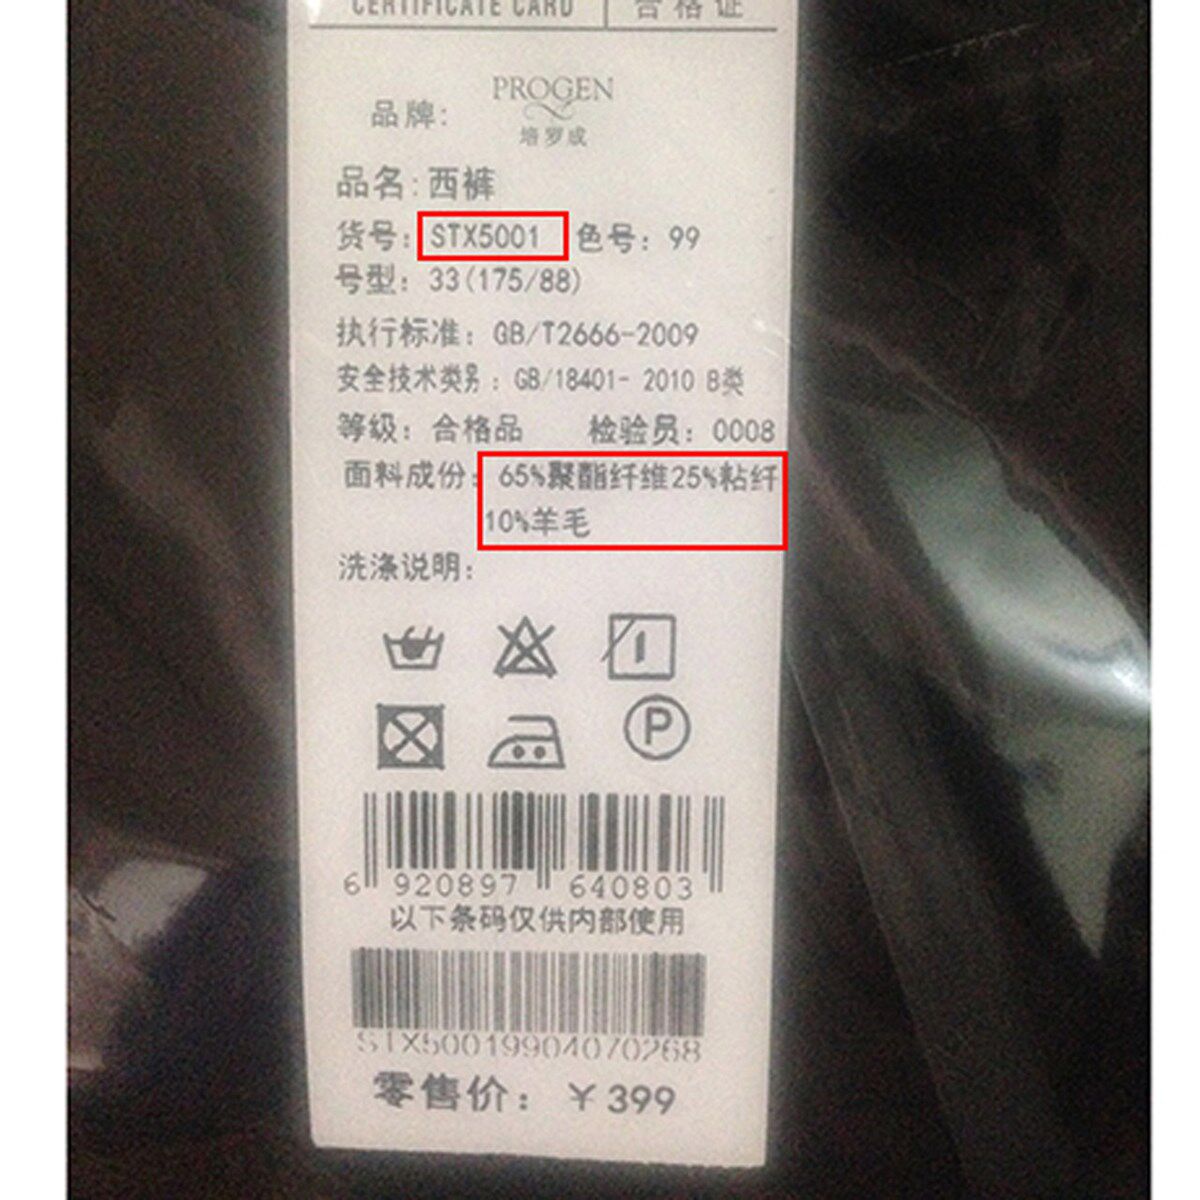 CERTIFICATE CARD 合格证
PROGEN
品牌:
培罗成
品名:西裤
货号: STX5001 色号: 99
号型: 33(175/88)
执行标准: GB/T2666-2009
安全技术类别: GB/18401- 2010 B类
等级: 合格品 检验员: 0008
面料成份: 65%聚酯纤维25%粘纤
10%羊毛
洗涤说明:
P
6 920897 640803
以下条码仅供内部使用
STX50019904070268
零售价: ￥399